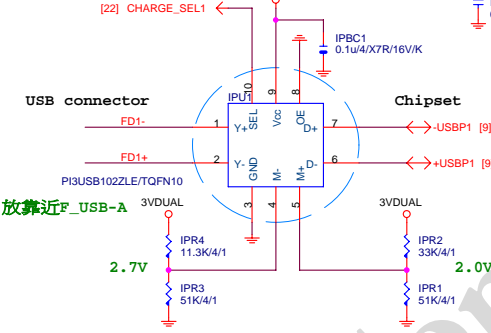 [22] CHARGE_SEL1
IPBC1
0.1u/4/X7R/16V/K
USB connector
Chipset
IPU1
10
9
8
SEL
Vcc
OE
FD1-
1
Y+
D+
7
-USBP1 [9]
FD1+
2
Y-
D-
6
+USBP1 [9]
GND
M-
M+
3
4
5
PI3USB102ZLE/TQFN10
放靠近F_USB-A
3VDUAL
3VDUAL
IPR4
11.3K/4/1
IPR2
33K/4/1
2.7V
2.0V
IPR3
51K/4/1
IPR1
51K/4/1